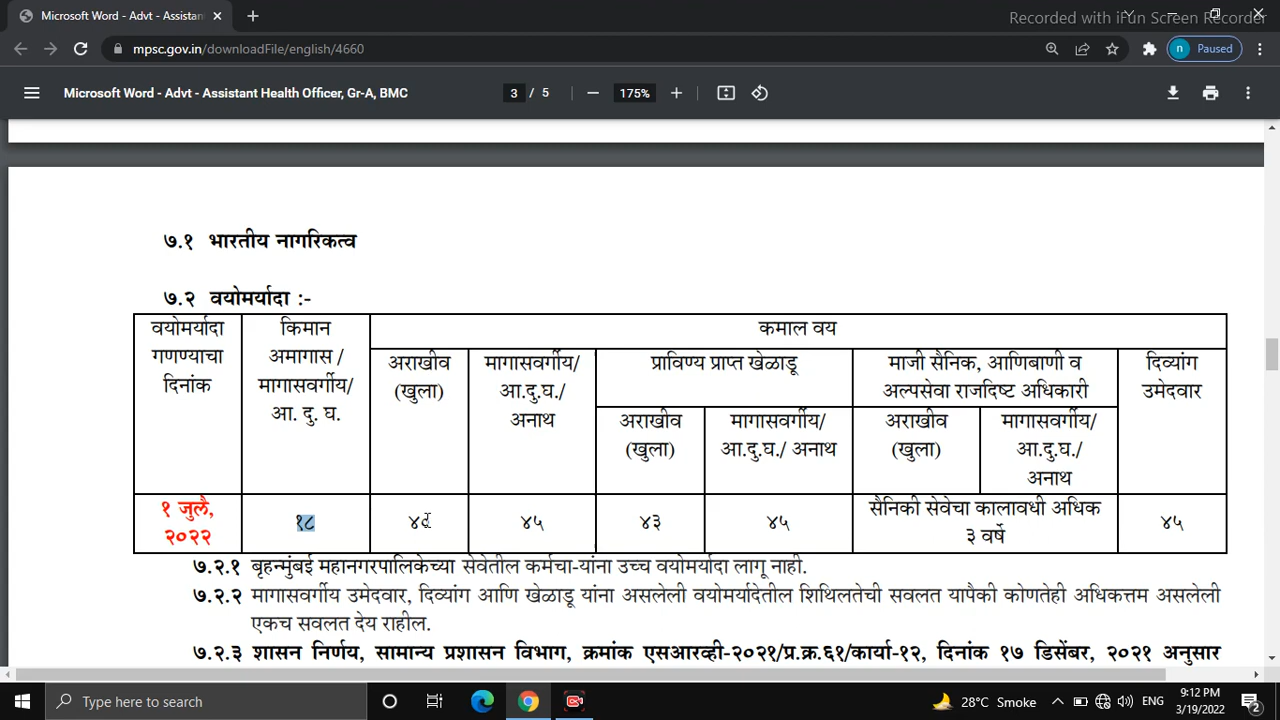 Microsoft Word - Advt - Assistan
Recorded with iFun Screen Recorder
mpsc.gov.in/downloadFile/english/4660
n Paused
Microsoft Word - Advt - Assistant Health Officer, Gr-A, BMC
3 / 5
175%
७.१ भारतीय नागरिकत्व
७.२ वयोमर्यादा :-
वयोमर्यादा गणण्याचा दिनांक
किमान अमागास / मागासवर्गीय/ आ. दु. घ.
कमाल वय
अराखीव (खुला)
मागासवर्गीय/ आ.दु.घ./ अनाथ
प्राविण्य प्राप्त खेळाडू
माजी सैनिक, आणिबाणी व अल्पसेवा राजदिष्ट अधिकारी
दिव्यांग उमेदवार
अराखीव (खुला)
मागासवर्गीय/ आ.दु.घ./ अनाथ
अराखीव (खुला)
मागासवर्गीय/ आ.दु.घ./ अनाथ
१ जुलै, २०२२
१८
४५
४३
४५
सैनिकी सेवेचा कालावधी अधिक ३ वर्षे
४५
७.२.१ बृहन्मुंबई महानगरपालिकेच्या सेवेतील कर्मचा-यांना उच्च वयोमर्यादा लागू नाही.
७.२.२ मागासवर्गीय उमेदवार, दिव्यांग आणि खेळाडू यांना असलेली वयोमर्यादेतील शिथिलतेची सवलत यापैकी कोणतेही अधिकत्तम असलेली
एकच सवलत देय राहील.
७.२.३ शासन निर्णय, सामान्य प्रशासन विभाग, क्रमांक एसआरव्ही-२०२१/प्र.क्र.६१/कार्या-१२, दिनांक १७ डिसेंबर, २०२१ अनुसार
Type here to search
28°C Smoke
ENG
9:12 PM
3/19/2022
2